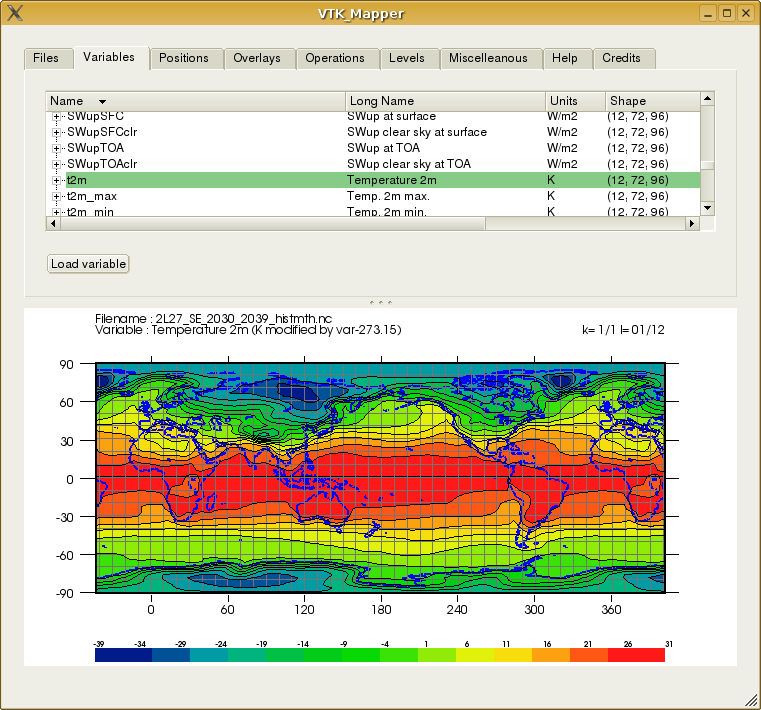 VTK_Mapper
Files Variables Positions Overlays Operations Levels Miscelleanous Help Credits
Name Long Name Units Shape
SWupSFC SWup at surface W/m2 (12, 72, 96)
SWupSFCclr SWup clear sky at surface W/m2 (12, 72, 96)
SWupTOA SWup at TOA W/m2 (12, 72, 96)
SWupTOAclr SWup clear sky at TOA W/m2 (12, 72, 96)
t2m Temperature 2m K (12, 72, 96)
t2m_max Temp. 2m max. K (12, 72, 96)
t2m_min Temp. 2m min. K (12, 72, 96)
Load variable
Filename : 2L27_SE_2030_2039_histmth.nc
Variable : Temperature 2m (K modified by var-273.15) k= 1/1 l= 01/12
90
60
30
0
-30
-60
-90
0 60 120 180 240 300 360
-39 -34 -29 -24 -19 -14 -9 -4 1 6 11 16 21 26 31